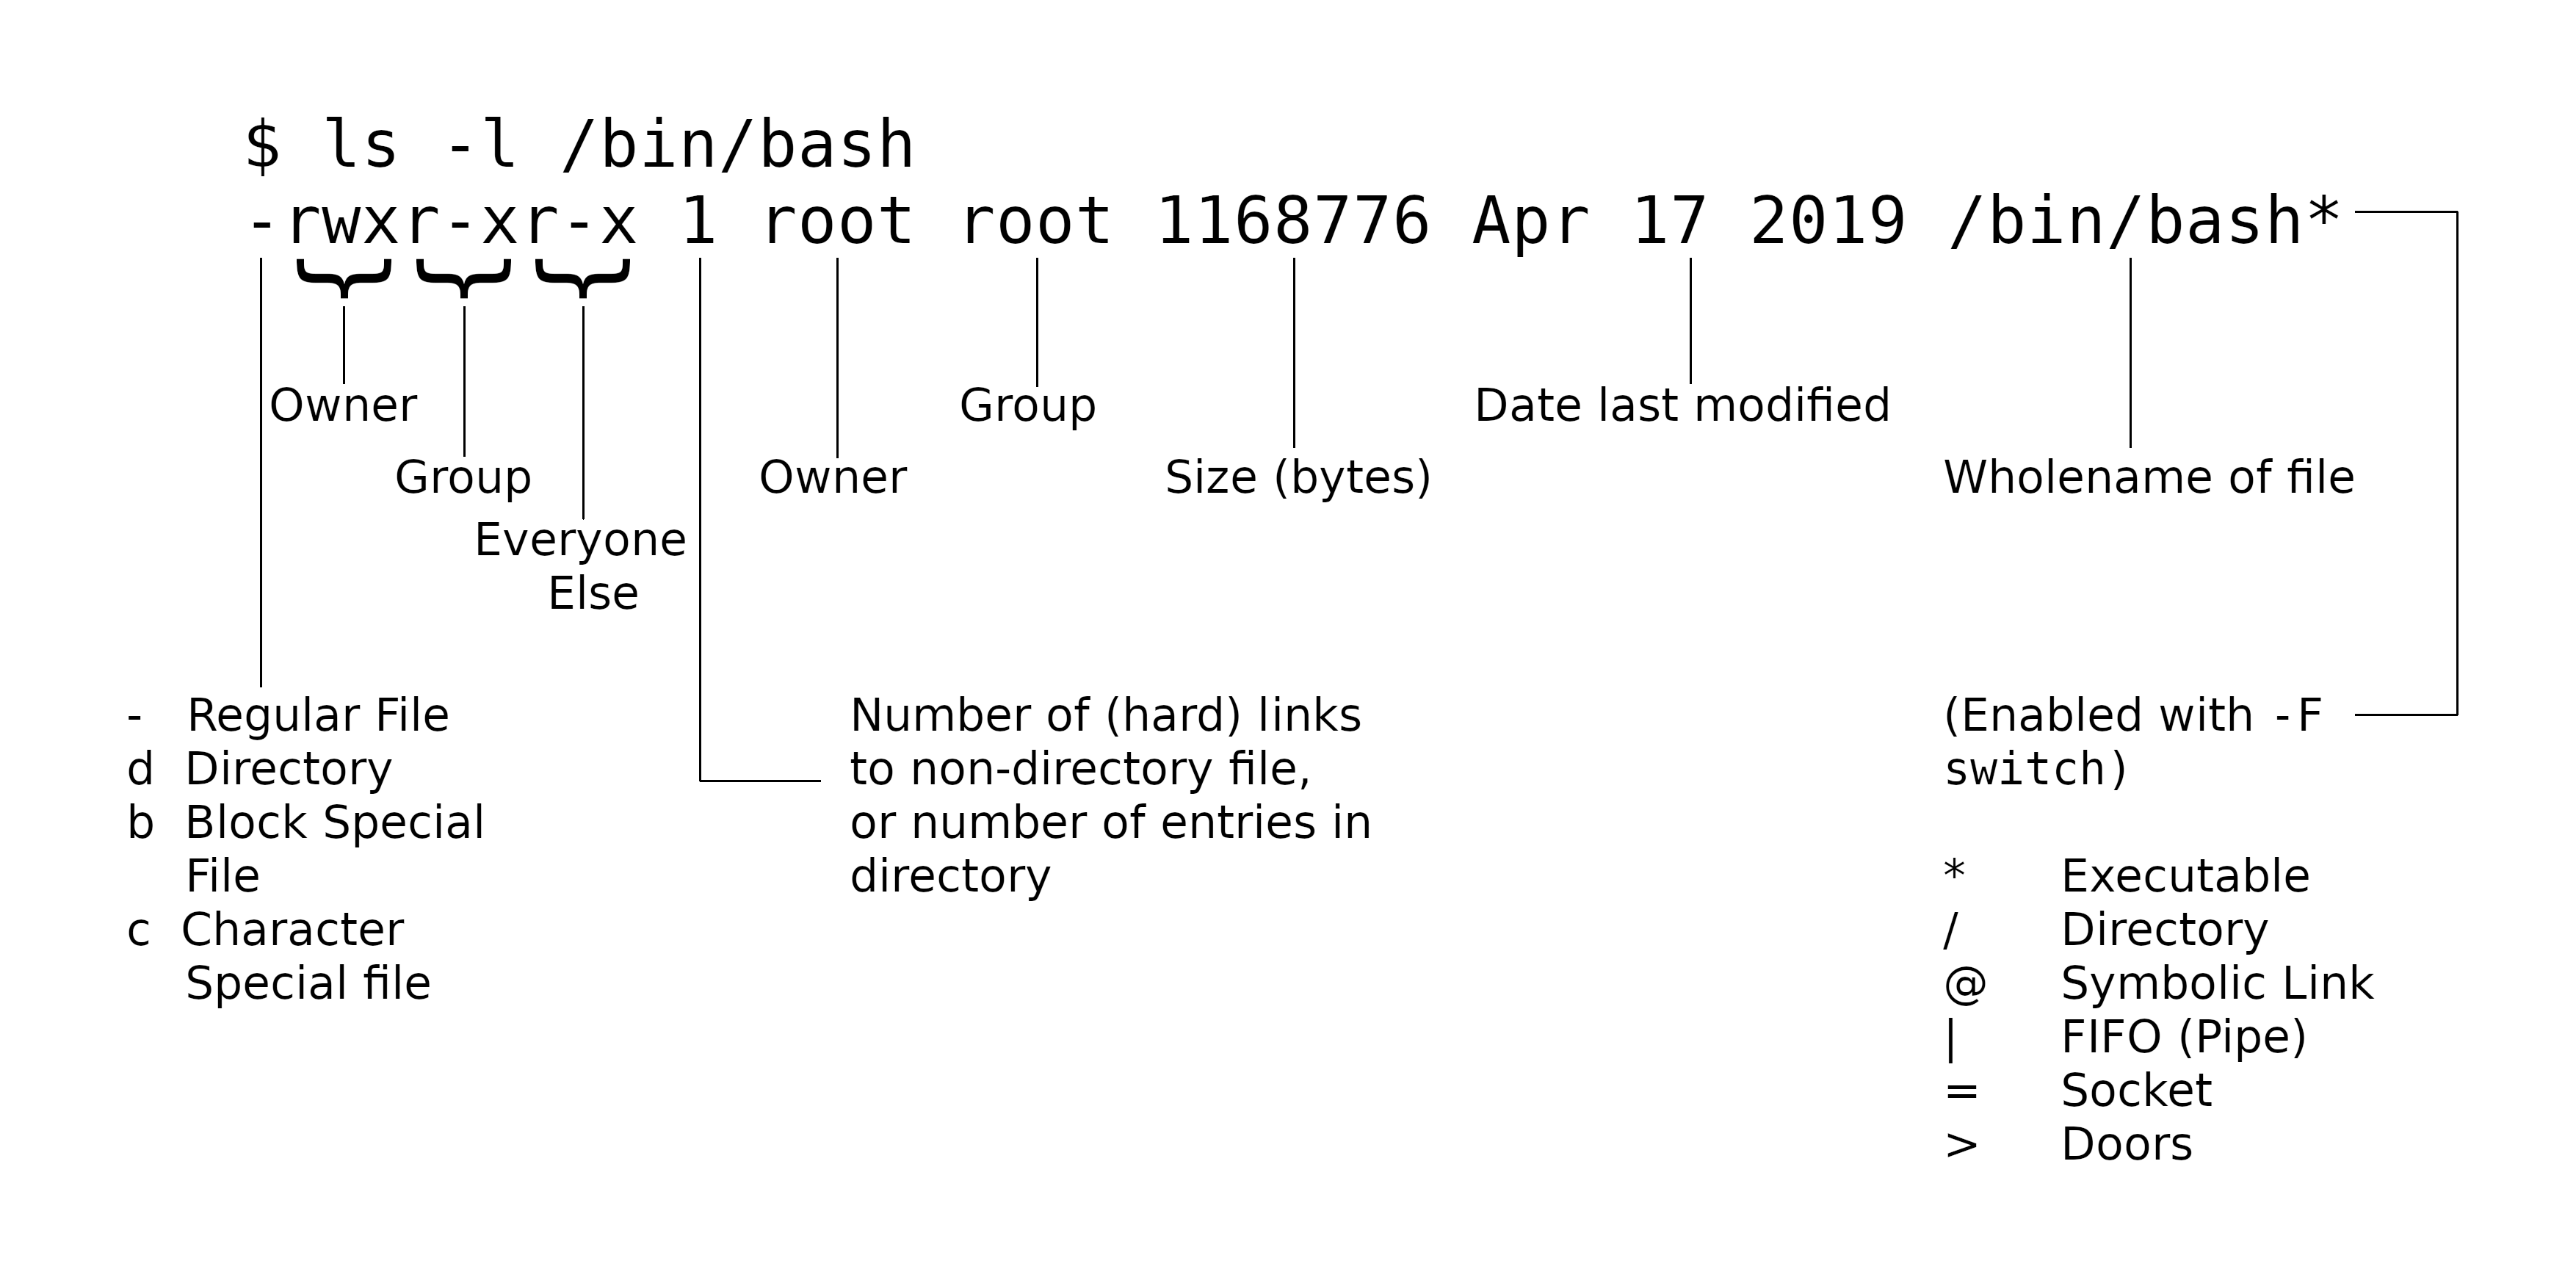 $ ls -l /bin/bash
-rwxr-xr-x 1 root root 1168776 Apr 17 2019 /bin/bash*
Owner
Group
Everyone
Else
Owner
Group
Size (bytes)
Date last modified
Wholename of file
- Regular File
d Directory
b Block Special
File
c Character
Special file
Number of (hard) links
to non-directory file,
or number of entries in
directory
(Enabled with -F
switch)
* Executable
/ Directory
@ Symbolic Link
| FIFO (Pipe)
= Socket
> Doors